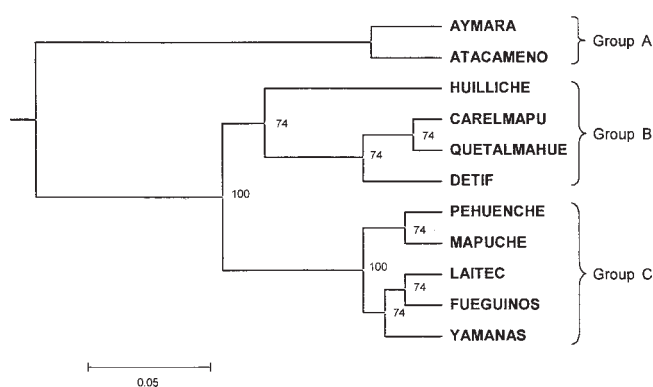 AYMARA
ATACAMENO
Group A
HUILLICHE
74
CARELMAPU
74
QUETALMAHUE
74
DETIF
Group B
100
PEHUENCHE
74
MAPUCHE
100
LAITEC
74
FUEGUINOS
74
YAMANAS
Group C
0.05